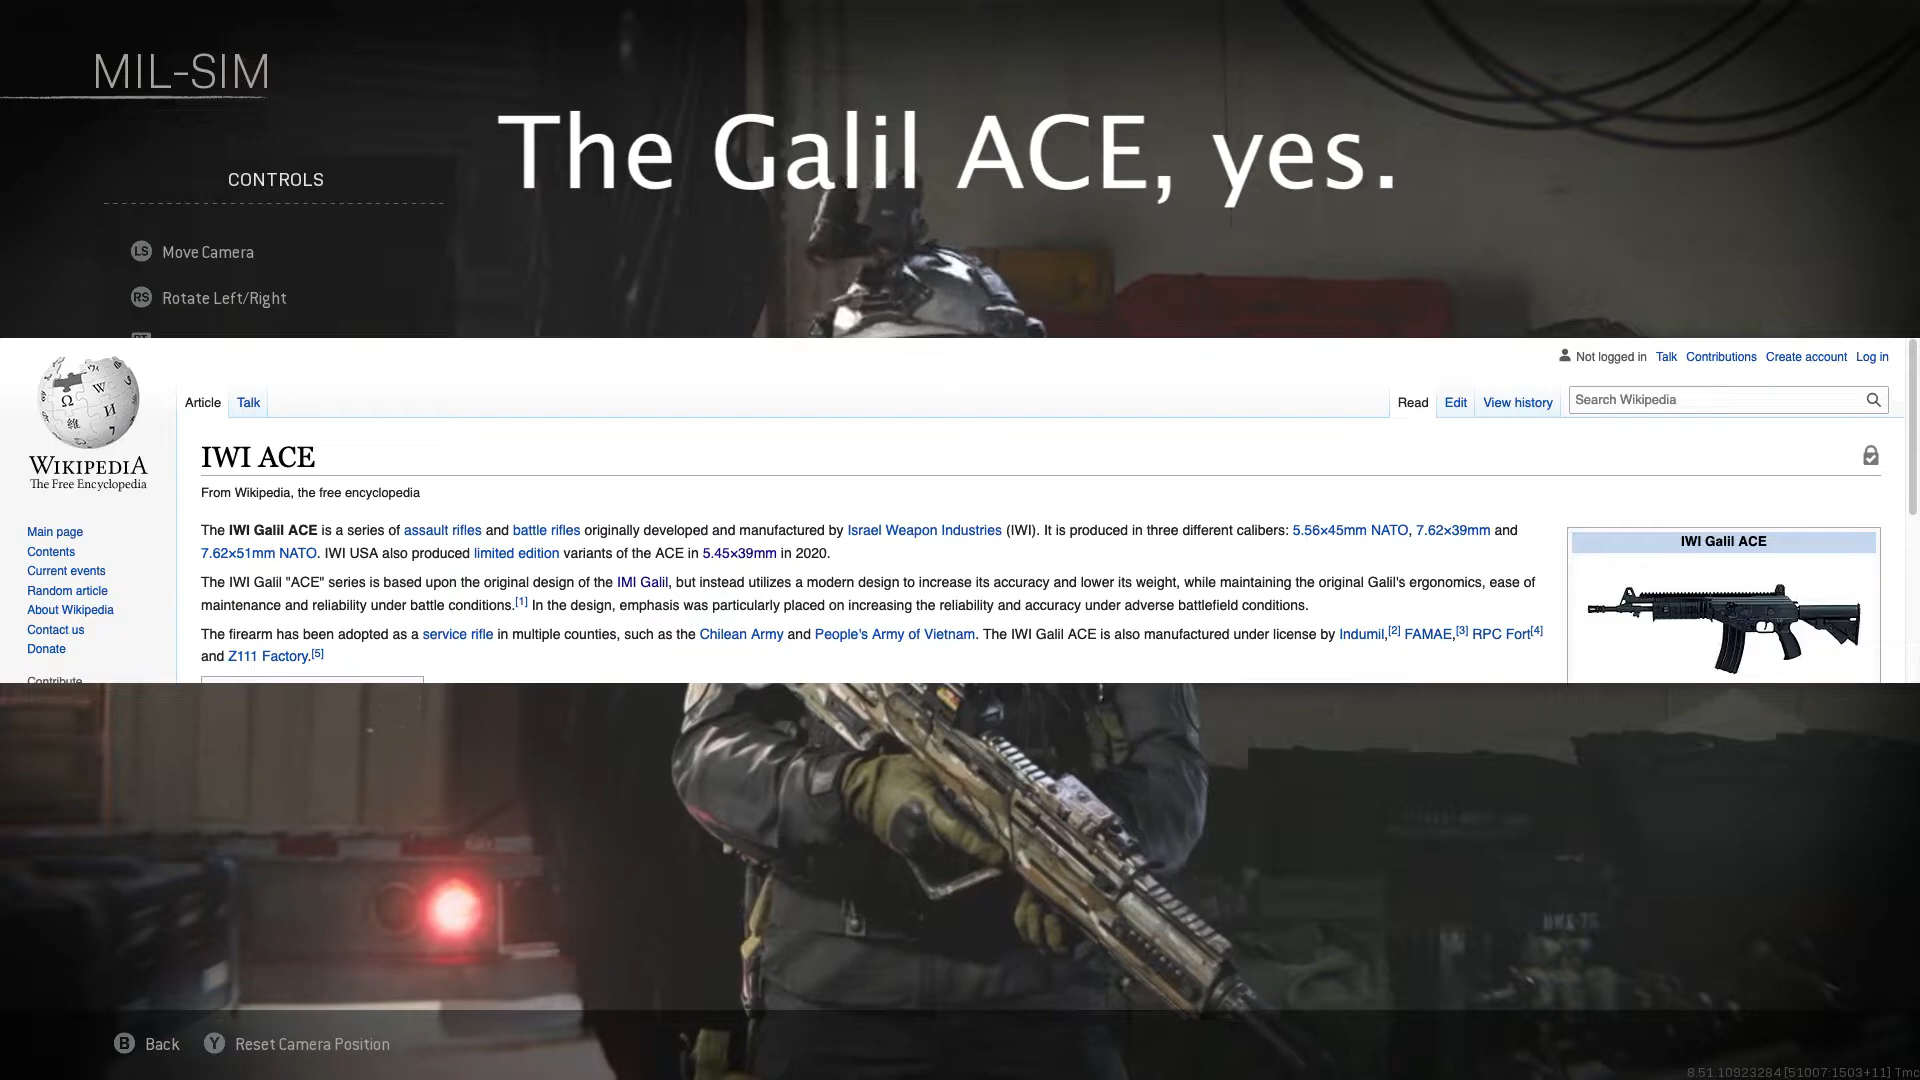 MIL-SIM
The Galil ACE, yes.
CONTROLS
LS Move Camera
RS Rotate Left/Right
Not logged in Talk Contributions Create account Log in
Article Talk Read Edit View history Search Wikipedia
WIKIPEDIA
The Free Encyclopedia
IWI ACE
From Wikipedia, the free encyclopedia
Main page
Contents
Current events
Random article
About Wikipedia
Contact us
Donate
Contribute
The IWI Galil ACE is a series of assault rifles and battle rifles originally developed and manufactured by Israel Weapon Industries (IWI). It is produced in three different calibers: 5.56×45mm NATO, 7.62×39mm and
7.62×51mm NATO. IWI USA also produced limited edition variants of the ACE in 5.45×39mm in 2020.
The IWI Galil "ACE" series is based upon the original design of the IMI Galil, but instead utilizes a modern design to increase its accuracy and lower its weight, while maintaining the original Galil's ergonomics, ease of
maintenance and reliability under battle conditions.[1] In the design, emphasis was particularly placed on increasing the reliability and accuracy under adverse battlefield conditions.
The firearm has been adopted as a service rifle in multiple counties, such as the Chilean Army and People's Army of Vietnam. The IWI Galil ACE is also manufactured under license by Indumil,[2] FAMAE,[3] RPC Fort[4]
and Z111 Factory.[5]
IWI Galil ACE
B Back Y Reset Camera Position
8.51.10923284 [51007:1503+11] Tmc